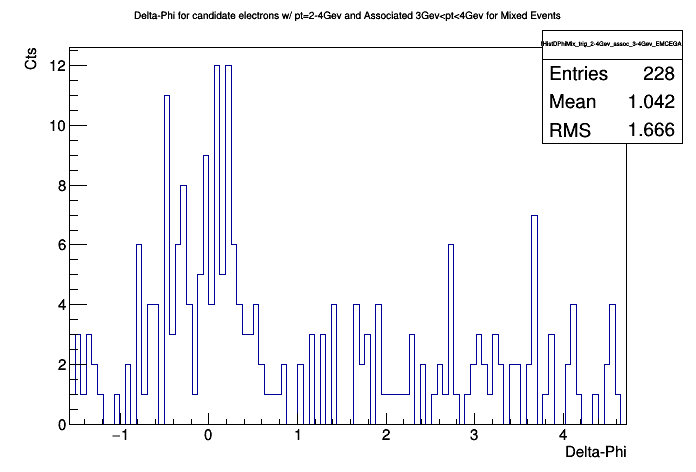 Delta-Phi for candidate electrons w/ pt=2-4Gev and Associated 3Gev<pt<4Gev for Mixed Events
HistDPhiMix_trig_2-4Gev_assoc_3-4Gev_EMCEGA
Entries 228
Mean 1.042
RMS 1.666
Cts
12
10
8
6
4
2
0
−1 0 1 2 3 4
Delta-Phi